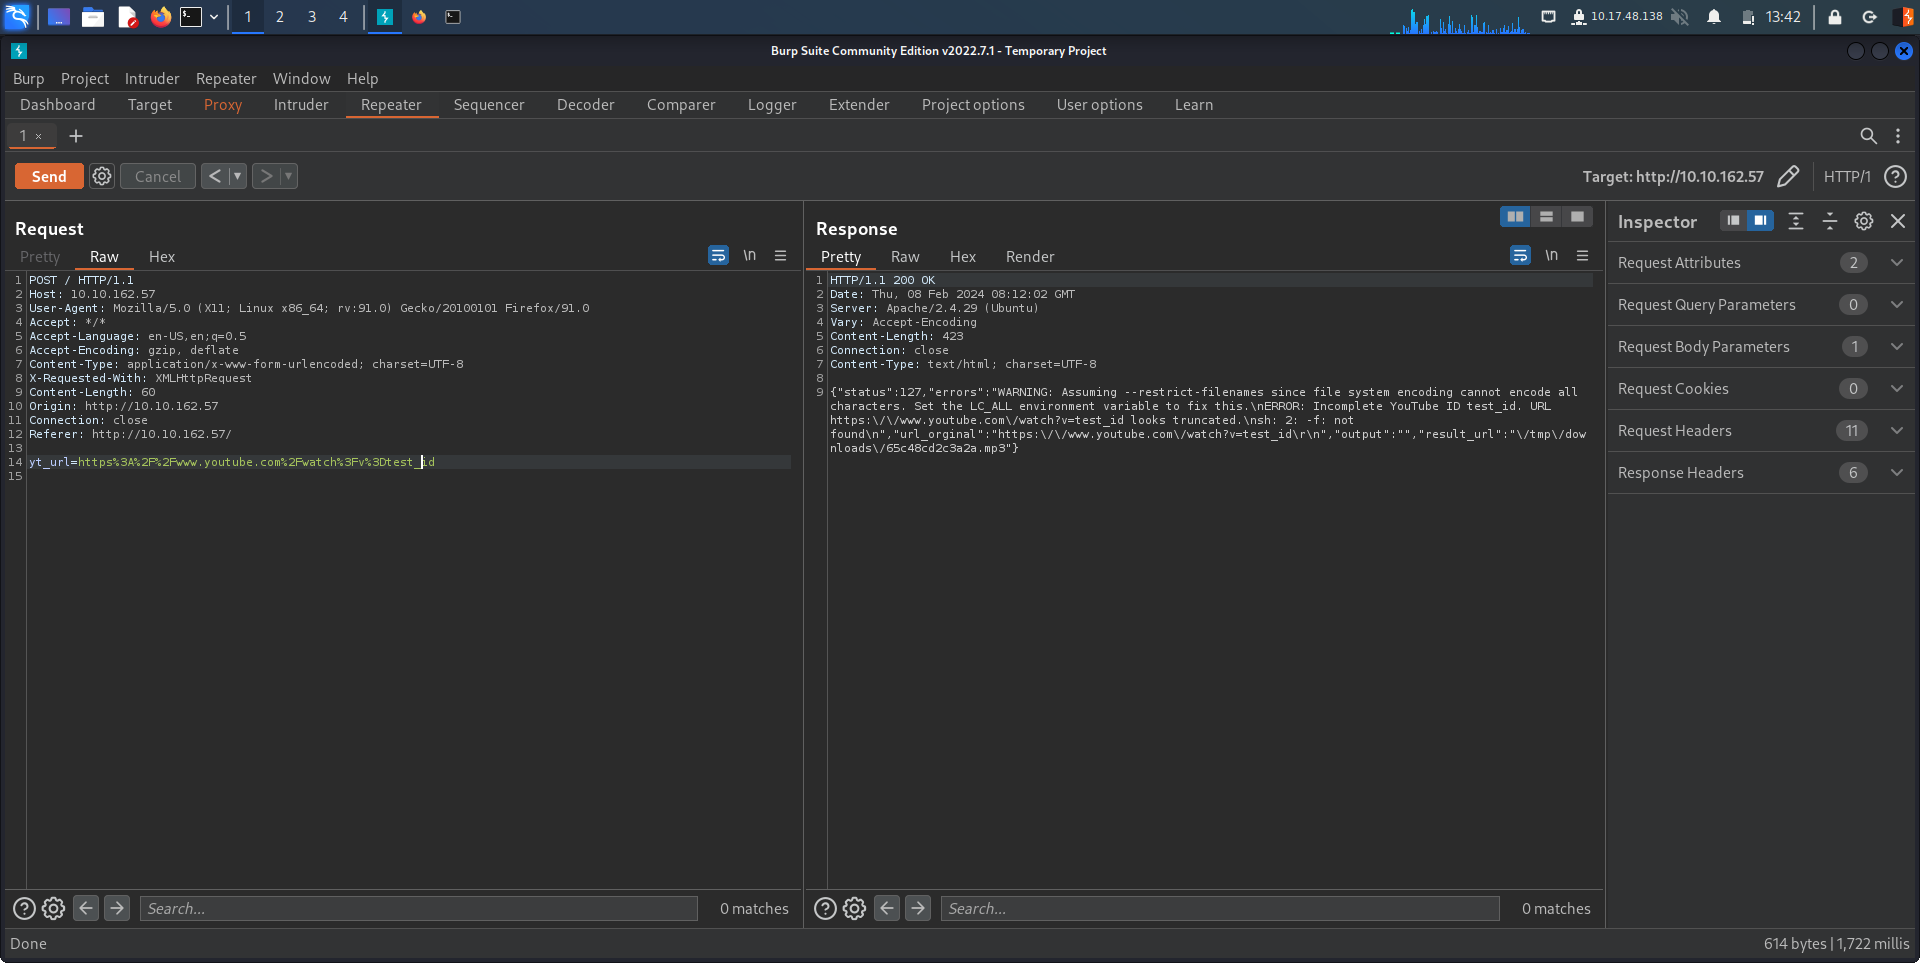 1 2 3 4 10.17.48.138 13:42
Burp Suite Community Edition v2022.7.1 - Temporary Project
Burp Project Intruder Repeater Window Help
Dashboard Target Proxy Intruder Repeater Sequencer Decoder Comparer Logger Extender Project options User options Learn
1 × +
Send Cancel < ▼ > ▼ Target: http://10.10.162.57 HTTP/1 ?
Request
Pretty Raw Hex \n
1 POST / HTTP/1.1
2 Host: 10.10.162.57
3 User-Agent: Mozilla/5.0 (X11; Linux x86_64; rv:91.0) Gecko/20100101 Firefox/91.0
4 Accept: */*
5 Accept-Language: en-US,en;q=0.5
6 Accept-Encoding: gzip, deflate
7 Content-Type: application/x-www-form-urlencoded; charset=UTF-8
8 X-Requested-With: XMLHttpRequest
9 Content-Length: 60
10 Origin: http://10.10.162.57
11 Connection: close
12 Referer: http://10.10.162.57/
13
14 yt_url=https%3A%2F%2Fwww.youtube.com%2Fwatch%3Fv%3Dtest_id
15
Search... 0 matches
Response
Pretty Raw Hex Render \n
1 HTTP/1.1 200 OK
2 Date: Thu, 08 Feb 2024 08:12:02 GMT
3 Server: Apache/2.4.29 (Ubuntu)
4 Vary: Accept-Encoding
5 Content-Length: 423
6 Connection: close
7 Content-Type: text/html; charset=UTF-8
8
9 {"status":127,"errors":"WARNING: Assuming --restrict-filenames since file system encoding cannot encode all
characters. Set the LC_ALL environment variable to fix this.\nERROR: Incomplete YouTube ID test_id. URL
https:\/\/www.youtube.com\/watch?v=test_id looks truncated.\nsh: 2: -f: not
found\n","url_orginal":"https:\/\/www.youtube.com\/watch?v=test_id\r\n","output":"","result_url":"\/tmp\/dow
nloads\/65c48cd2c3a2a.mp3"}
Search... 0 matches
Inspector
Request Attributes 2
Request Query Parameters 0
Request Body Parameters 1
Request Cookies 0
Request Headers 11
Response Headers 6
Done 614 bytes | 1,722 millis